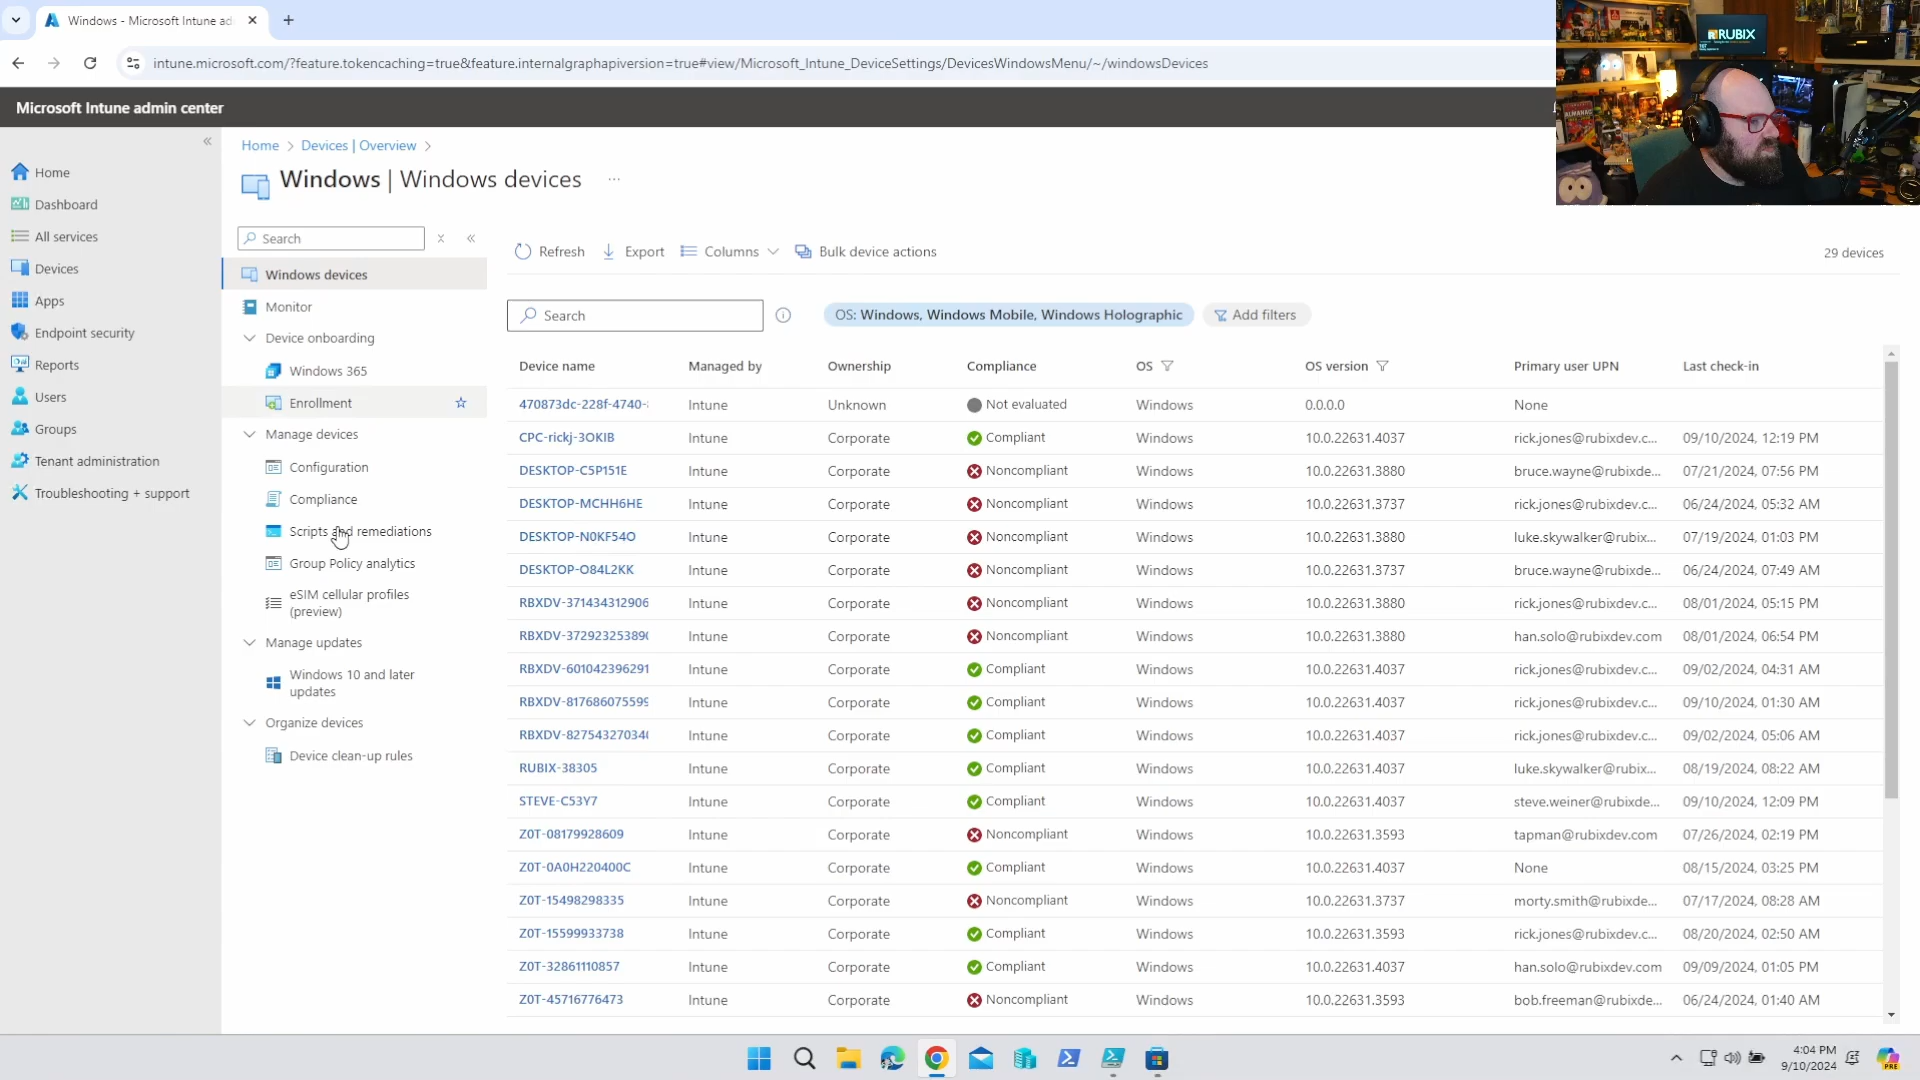 Windows - Microsoft Intune ad
intune.microsoft.com/?feature.tokencaching=true&feature.internalgraphapiversion=true#view/Microsoft_Intune_DeviceSettings/DevicesWindowsMenu/~/windowsDevices
RUBIX
Microsoft Intune admin center
Home
Dashboard
All services
Devices
Apps
Endpoint security
Reports
Users
Groups
Tenant administration
Troubleshooting + support
Home > Devices | Overview >
Windows | Windows devices ...
Search
Windows devices
Monitor
Device onboarding
Windows 365
Enrollment
Manage devices
Configuration
Compliance
Scripts and remediations
Group Policy analytics
eSIM cellular profiles
(preview)
Manage updates
Windows 10 and later
updates
Organize devices
Device clean-up rules
Refresh Export Columns Bulk device actions 29 devices
Search OS: Windows, Windows Mobile, Windows Holographic Add filters
Device name Managed by Ownership Compliance OS OS version Primary user UPN Last check-in
470873dc-228f-4740- Intune Unknown Not evaluated Windows 0.0.0.0 None
CPC-rickj-3OKIB Intune Corporate Compliant Windows 10.0.22631.4037 rick.jones@rubixdev.c... 09/10/2024, 12:19 PM
DESKTOP-C5P151E Intune Corporate Noncompliant Windows 10.0.22631.3880 bruce.wayne@rubixde... 07/21/2024, 07:56 PM
DESKTOP-MCHH6HE Intune Corporate Noncompliant Windows 10.0.22631.3737 rick.jones@rubixdev.c... 06/24/2024, 05:32 AM
DESKTOP-N0KF54O Intune Corporate Noncompliant Windows 10.0.22631.3880 luke.skywalker@rubix... 07/19/2024, 01:03 PM
DESKTOP-O84L2KK Intune Corporate Noncompliant Windows 10.0.22631.3737 bruce.wayne@rubixde... 06/24/2024, 07:49 AM
RBXDV-371434312906 Intune Corporate Noncompliant Windows 10.0.22631.3880 rick.jones@rubixdev.c... 08/01/2024, 05:15 PM
RBXDV-37292325389 Intune Corporate Noncompliant Windows 10.0.22631.3880 han.solo@rubixdev.com 08/01/2024, 06:54 PM
RBXDV-601042396291 Intune Corporate Compliant Windows 10.0.22631.4037 rick.jones@rubixdev.c... 09/02/2024, 04:31 AM
RBXDV-817686075599 Intune Corporate Compliant Windows 10.0.22631.4037 rick.jones@rubixdev.c... 09/10/2024, 01:30 AM
RBXDV-82754327034 Intune Corporate Compliant Windows 10.0.22631.4037 rick.jones@rubixdev.c... 09/02/2024, 05:06 AM
RUBIX-38305 Intune Corporate Compliant Windows 10.0.22631.4037 luke.skywalker@rubix... 08/19/2024, 08:22 AM
STEVE-C53Y7 Intune Corporate Compliant Windows 10.0.22631.4037 steve.weiner@rubixde... 09/10/2024, 12:09 PM
Z0T-08179928609 Intune Corporate Noncompliant Windows 10.0.22631.3593 tapman@rubixdev.com 07/26/2024, 02:19 PM
Z0T-0A0H220400C Intune Corporate Compliant Windows 10.0.22631.4037 None 08/15/2024, 03:25 PM
Z0T-15498298335 Intune Corporate Noncompliant Windows 10.0.22631.3737 morty.smith@rubixde... 07/17/2024, 08:28 AM
Z0T-15599933738 Intune Corporate Compliant Windows 10.0.22631.3593 rick.jones@rubixdev.c... 08/20/2024, 02:50 AM
Z0T-32861110857 Intune Corporate Compliant Windows 10.0.22631.4037 han.solo@rubixdev.com 09/09/2024, 01:05 PM
Z0T-45716776473 Intune Corporate Noncompliant Windows 10.0.22631.3593 bob.freeman@rubixde... 06/24/2024, 01:40 AM
4:04 PM
9/10/2024
PRE